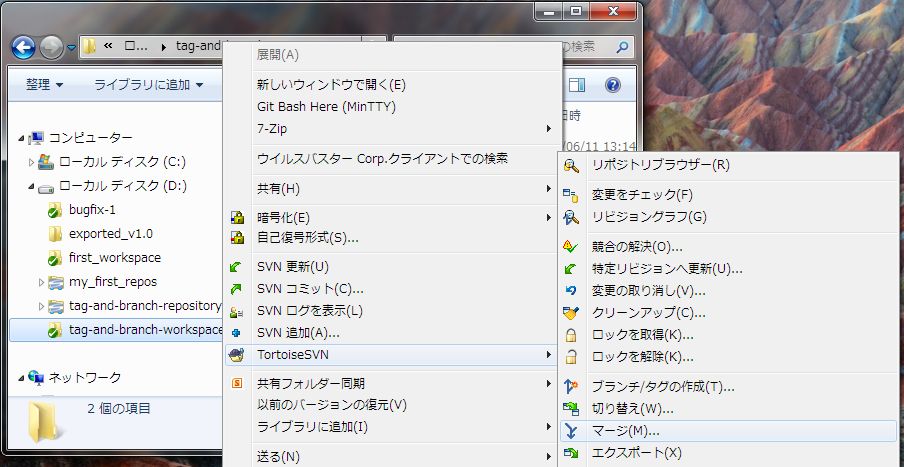 « ロ... ▸ tag-and-
の検索
整理 ▼
ライブラリに追加 ▼
日時
06/11 13:14
コンピューター
ローカル ディスク (C:)
ローカル ディスク (D:)
bugfix-1
exported_v1.0
first_workspace
my_first_repos
tag-and-branch-repository
tag-and-branch-workspace
ネットワーク
2 個の項目
展開(A)
新しいウィンドウで開く(E)
Git Bash Here (MinTTY)
7-Zip
ウイルスバスター Corp.クライアントでの検索
共有(H)
暗号化(E)
自己復号形式(S)...
SVN 更新(U)
SVN コミット(C)...
SVN ログを表示(L)
SVN 追加(A)...
TortoiseSVN
共有フォルダー同期
以前のバージョンの復元(V)
ライブラリに追加(I)
送る(N)
リポジトリブラウザー(R)
変更をチェック(F)
リビジョングラフ(G)
競合の解決(O)...
特定リビジョンへ更新(U)...
変更の取り消し(V)...
クリーンアップ(C)...
ロックを取得(K)...
ロックを解除(K)...
ブランチ/タグの作成(T)...
切り替え(W)...
マージ(M)...
エクスポート(X)